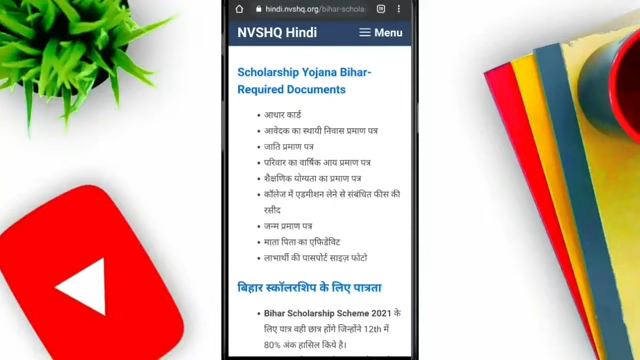 hindi.nvshq.org/bihar-schola
NVSHQ Hindi
Menu
Scholarship Yojana Bihar-
Required Documents
• आधार कार्ड
• आवेदक का स्थायी निवास प्रमाण पत्र
• जाति प्रमाण पत्र
• परिवार का वार्षिक आय प्रमाण पत्र
• शैक्षणिक योग्यता का प्रमाण पत्र
• कॉलेज में एडमीशन लेने से संबंधित फीस की
रसीद
• जन्म प्रमाण पत्र
• माता पिता का एफिडेविट
• लाभार्थी की पासपोर्ट साइज़ फोटो
बिहार स्कॉलरशिप के लिए पात्रता
• Bihar Scholarship Scheme 2021 के
लिए पात्र वही छात्र होंगे जिन्होंने 12th में
80% अंक हासिल किये है।